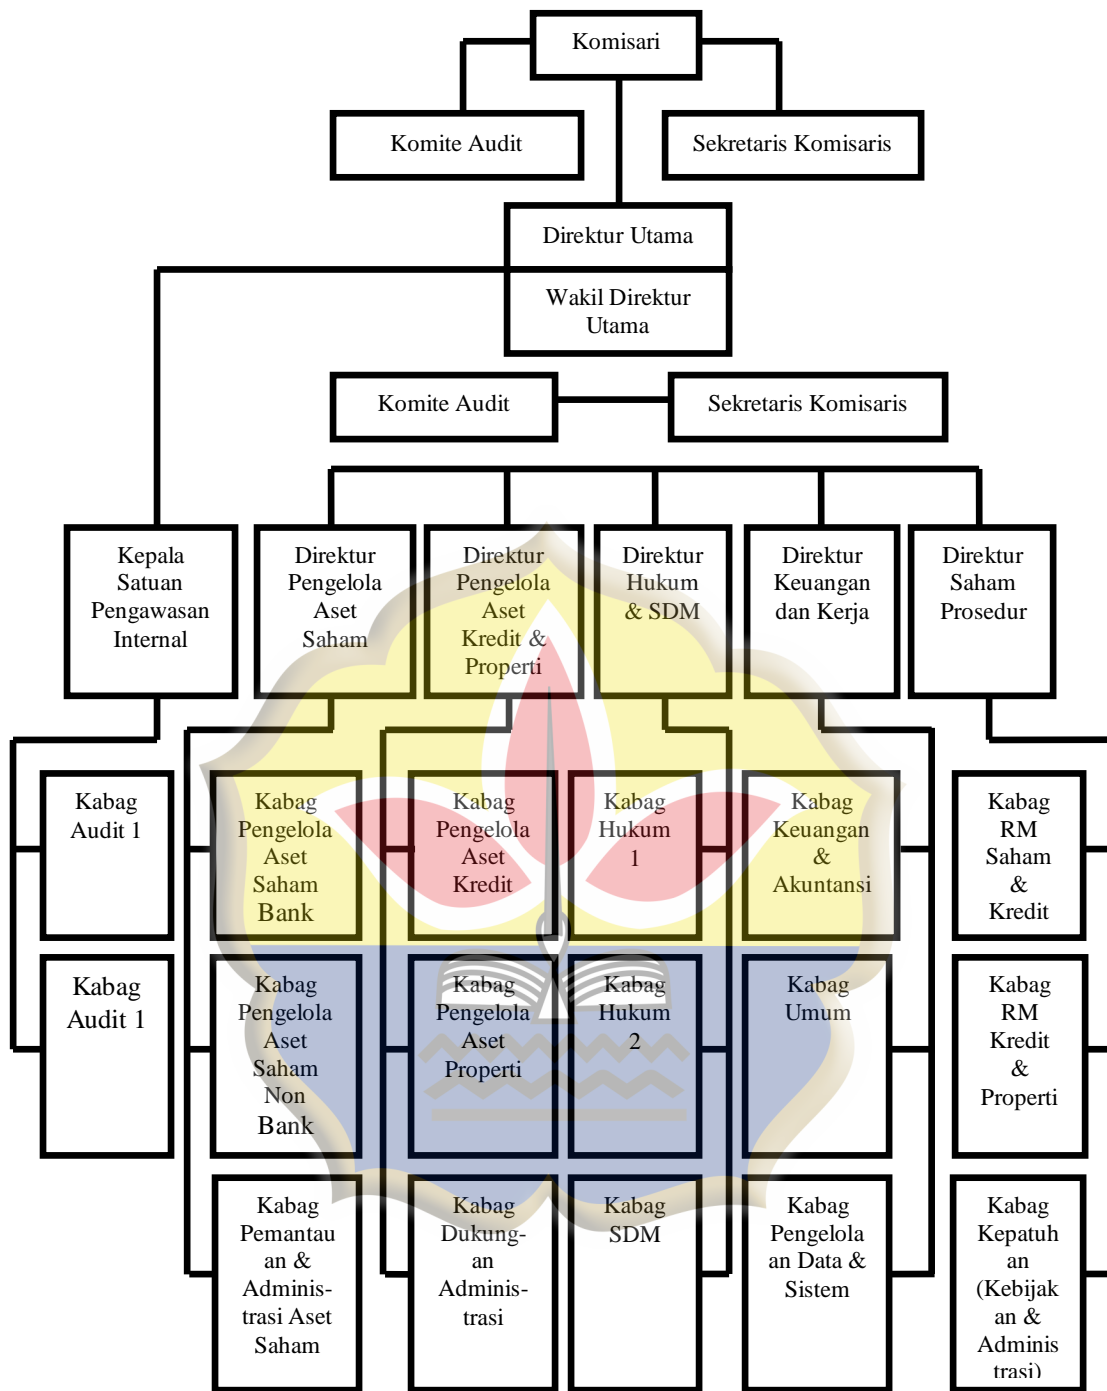 Komisari
Komite Audit
Sekretaris Komisaris
Direktur Utama
Wakil Direktur
Utama
Komite Audit
Sekretaris Komisaris
Kepala
Satuan
Pengawasan
Internal
Direktur
Pengelola
Aset
Saham
Direktur
Pengelola
Aset
Kredit &
Properti
Direktur
Hukum
& SDM
Direktur
Keuangan
dan Kerja
Direktur
Saham
Prosedur
Kabag
Audit 1
Kabag
Pengelola
Aset
Saham
Bank
Kabag
Pengelola
Aset
Kredit
Kabag
Hukum
1
Kabag
Keuangan
&
Akuntansi
Kabag
RM
Saham
&
Kredit
Kabag
Audit 1
Kabag
Pengelola
Aset
Saham
Non
Bank
Kabag
Pengelola
Aset
Properti
Kabag
Hukum
2
Kabag
Umum
Kabag
RM
Kredit
&
Properti
Kabag
Pemantau
an &
Adminis-
trasi Aset
Saham
Kabag
Dukung-
an
Adminis-
trasi
Kabag
SDM
Kabag
Pengelola
an Data &
Sistem
Kabag
Kepatuh
an
(Kebijak
an &
Adminis
trasi)